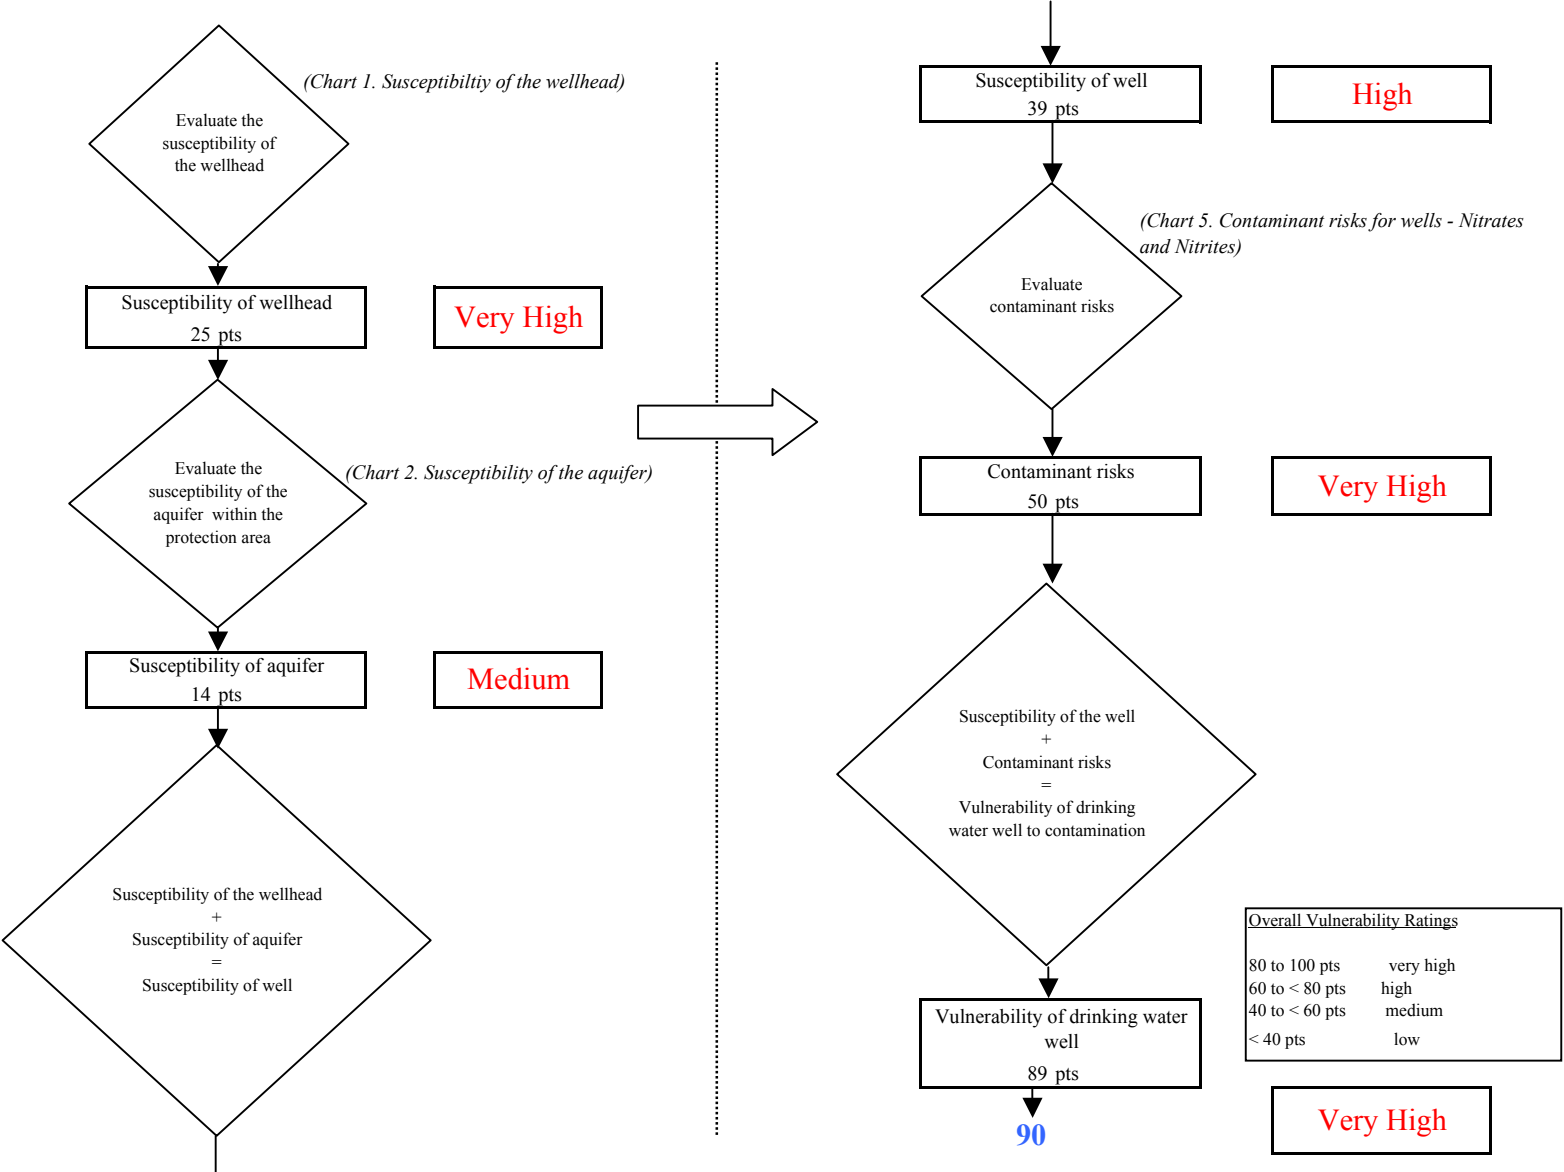 (Chart 1. Susceptibiltiy of the wellhead)
Evaluate the
susceptibility of
the wellhead
Susceptibility of wellhead
25 pts
Very High
Evaluate the
susceptibility of the
aquifer within the
protection area
(Chart 2. Susceptibility of the aquifer)
Susceptibility of aquifer
14 pts
Medium
Susceptibility of the wellhead
+
Susceptibility of aquifer
=
Susceptibility of well
Susceptibility of well
39 pts
High
(Chart 5. Contaminant risks for wells - Nitrates
and Nitrites)
Evaluate
contaminant risks
Contaminant risks
50 pts
Very High
Susceptibility of the well
+
Contaminant risks
=
Vulnerability of drinking
water well to contamination
Overall Vulnerability Ratings
80 to 100 pts very high
60 to < 80 pts high
40 to < 60 pts medium
< 40 pts low
Vulnerability of drinking water
well
89 pts
90
Very High